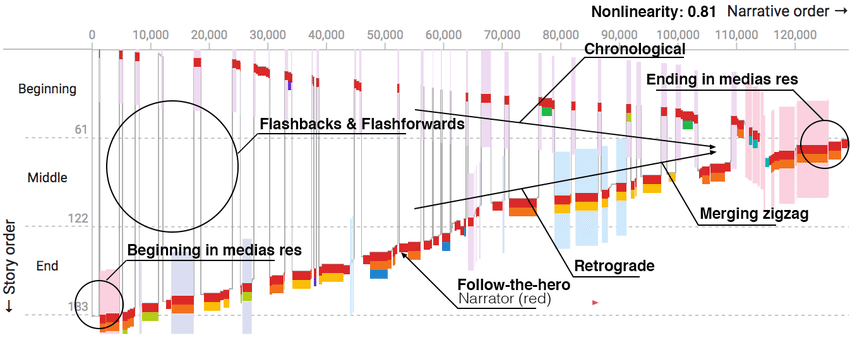 Nonlinearity: 0.81 Narrative order →
0 10,000 20,000 30,000 40,000 50,000 60,000 70,000 80,000 90,000 100,000 110,000 120,000
Chronological
Ending in medias res
Beginning
Flashbacks & Flashforwards
61
Middle
Merging zigzag
122
Beginning in medias res
End
Retrograde
Follow-the-hero
Narrator (red)
183
← Story order